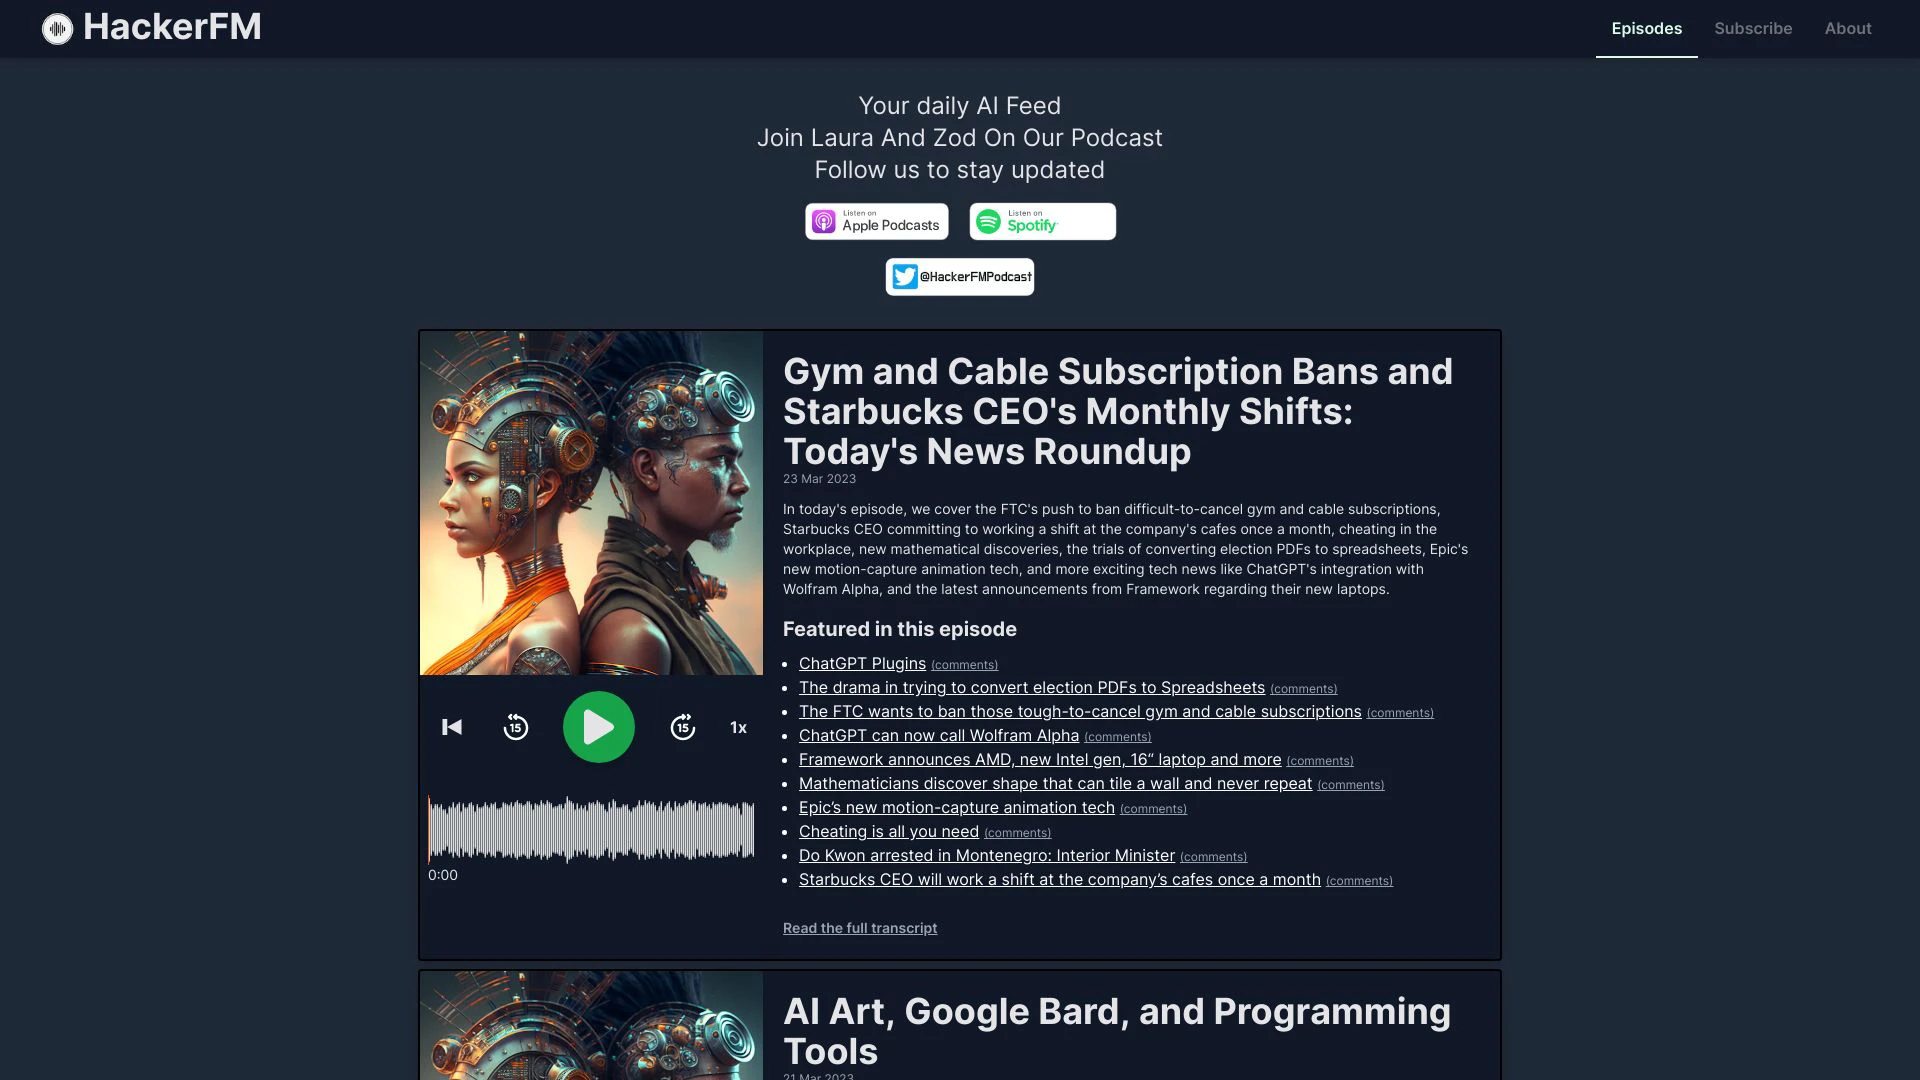 HackerFM
Episodes
Subscribe
About
Your daily AI Feed
Join Laura And Zod On Our Podcast
Follow us to stay updated
Listen on
Apple Podcasts
Listen on
Spotify
@HackerFMPodcast
Gym and Cable Subscription Bans and
Starbucks CEO's Monthly Shifts:
Today's News Roundup
23 Mar 2023
In today's episode, we cover the FTC's push to ban difficult-to-cancel gym and cable subscriptions,
Starbucks CEO committing to working a shift at the company's cafes once a month, cheating in the
workplace, new mathematical discoveries, the trials of converting election PDFs to spreadsheets, Epic's
new motion-capture animation tech, and more exciting tech news like ChatGPT's integration with
Wolfram Alpha, and the latest announcements from Framework regarding their new laptops.
Featured in this episode
ChatGPT Plugins (comments)
The drama in trying to convert election PDFs to Spreadsheets (comments)
The FTC wants to ban those tough-to-cancel gym and cable subscriptions (comments)
ChatGPT can now call Wolfram Alpha (comments)
Framework announces AMD, new Intel gen, 16“ laptop and more (comments)
Mathematicians discover shape that can tile a wall and never repeat (comments)
Epic’s new motion-capture animation tech (comments)
Cheating is all you need (comments)
Do Kwon arrested in Montenegro: Interior Minister (comments)
Starbucks CEO will work a shift at the company’s cafes once a month (comments)
Read the full transcript
15
15
1x
0:00
AI Art, Google Bard, and Programming
Tools
21 Mar 2023